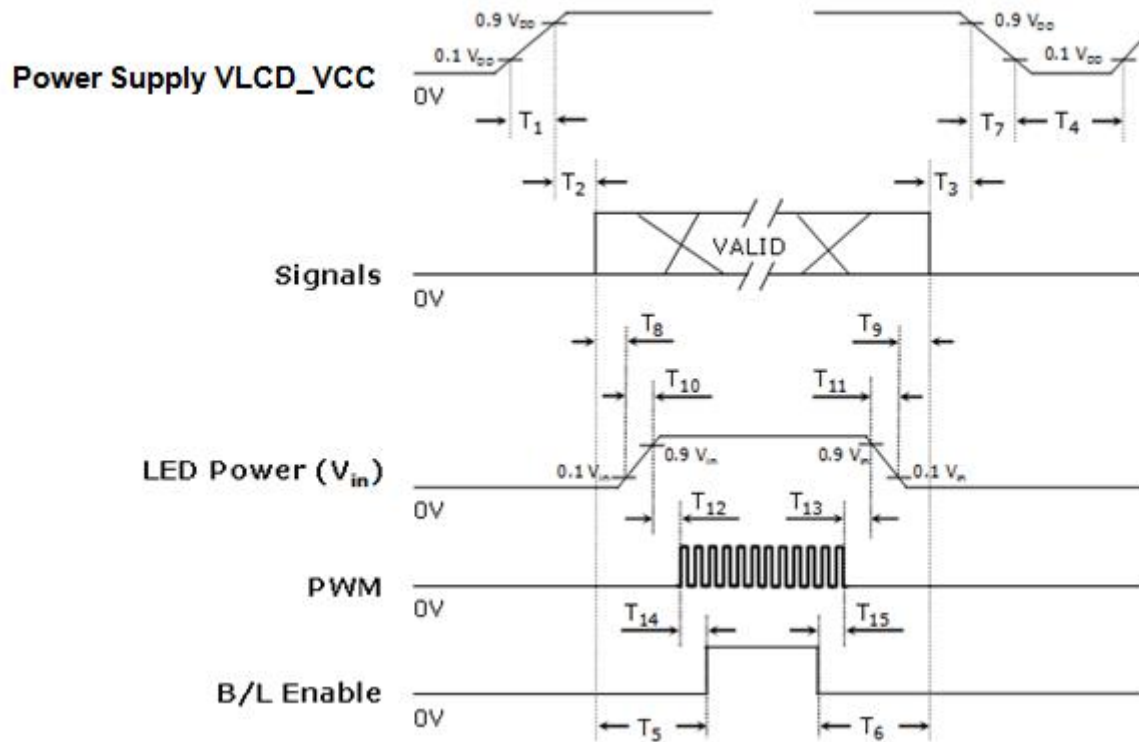 0.9 V_DD
0.9 V_DD
0.1 V_DD
0.1 V_DD
Power Supply VLCD_VCC
0V
T1
T7
T4
T2
T3
VALID
Signals
0V
T8
T9
T10
T11
0.1 Vin
0.9 Vin
0.9 Vin
0.1 Vin
LED Power (Vin)
0V
T12
T13
PWM
0V
T14
T15
B/L Enable
0V
T5
T6